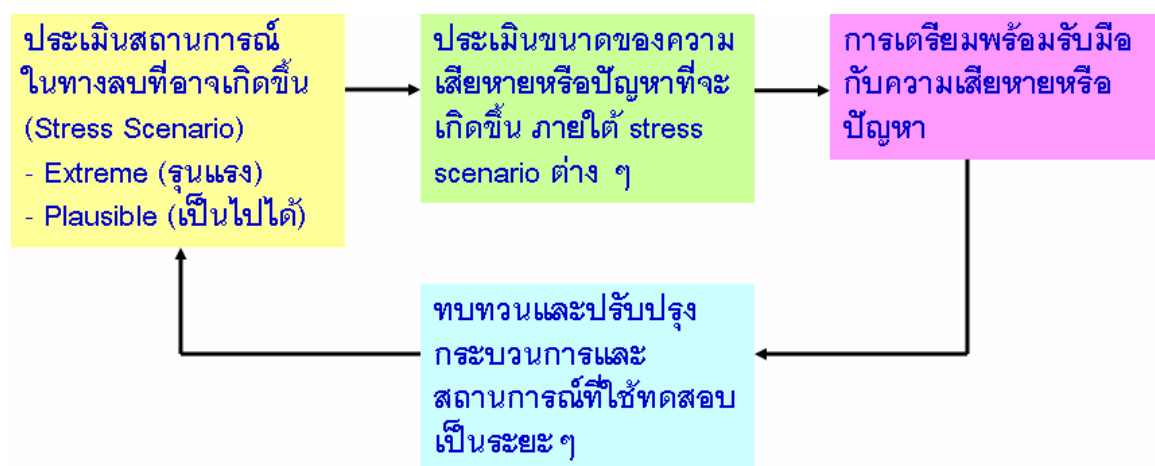 ประเมินสถานการณ์
ในทางลบที่อาจเกิดขึ้น
(Stress Scenario)
- Extreme (รุนแรง)
- Plausible (เป็นไปได้)
ประเมินขนาดของความ
เสียหายหรือปัญหาที่จะ
เกิดขึ้น ภายใต้ stress
scenario ต่าง ๆ
การเตรียมพร้อมรับมือ
กับความเสียหายหรือ
ปัญหา
ทบทวนและปรับปรุง
กระบวนการและ
สถานการณ์ที่ใช้ทดสอบ
เป็นระยะ ๆ